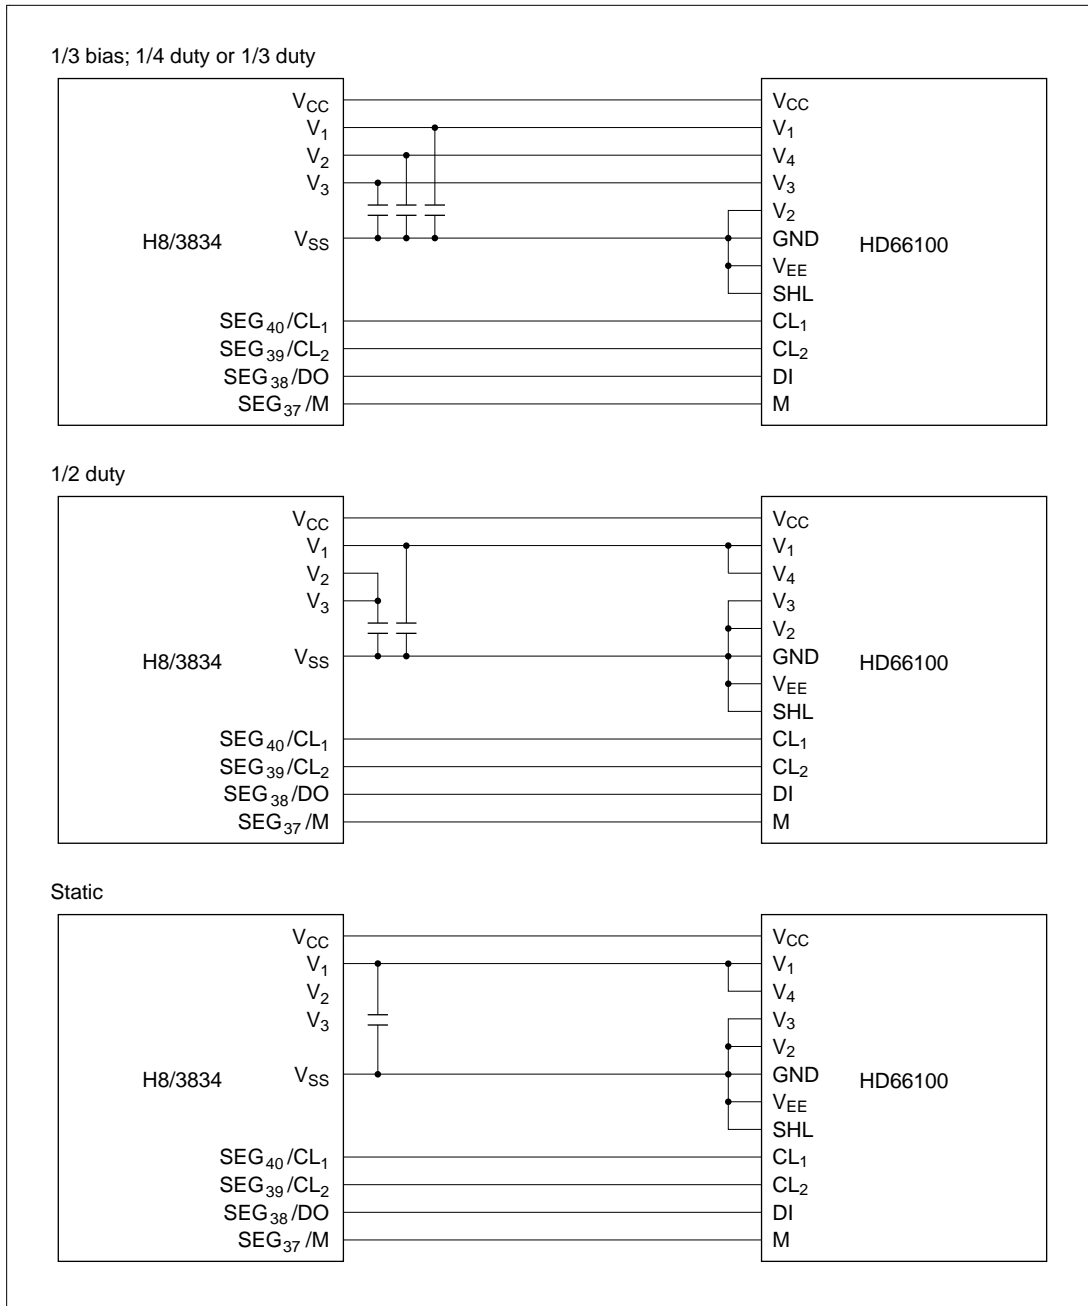 1/3 bias; 1/4 duty or 1/3 duty
VCC VCC
V1 V1
V2 V4
V3 V3
V2
H8/3834 VSS GND HD66100
VEE
SHL
SEG40/CL1 CL1
SEG39/CL2 CL2
SEG38/DO DI
SEG37/M M
1/2 duty
VCC VCC
V1 V1
V2 V4
V3 V3
V2
H8/3834 VSS GND HD66100
VEE
SHL
SEG40/CL1 CL1
SEG39/CL2 CL2
SEG38/DO DI
SEG37/M M
Static
VCC VCC
V1 V1
V2 V4
V3 V3
V2
H8/3834 VSS GND HD66100
VEE
SHL
SEG40/CL1 CL1
SEG39/CL2 CL2
SEG38/DO DI
SEG37/M M